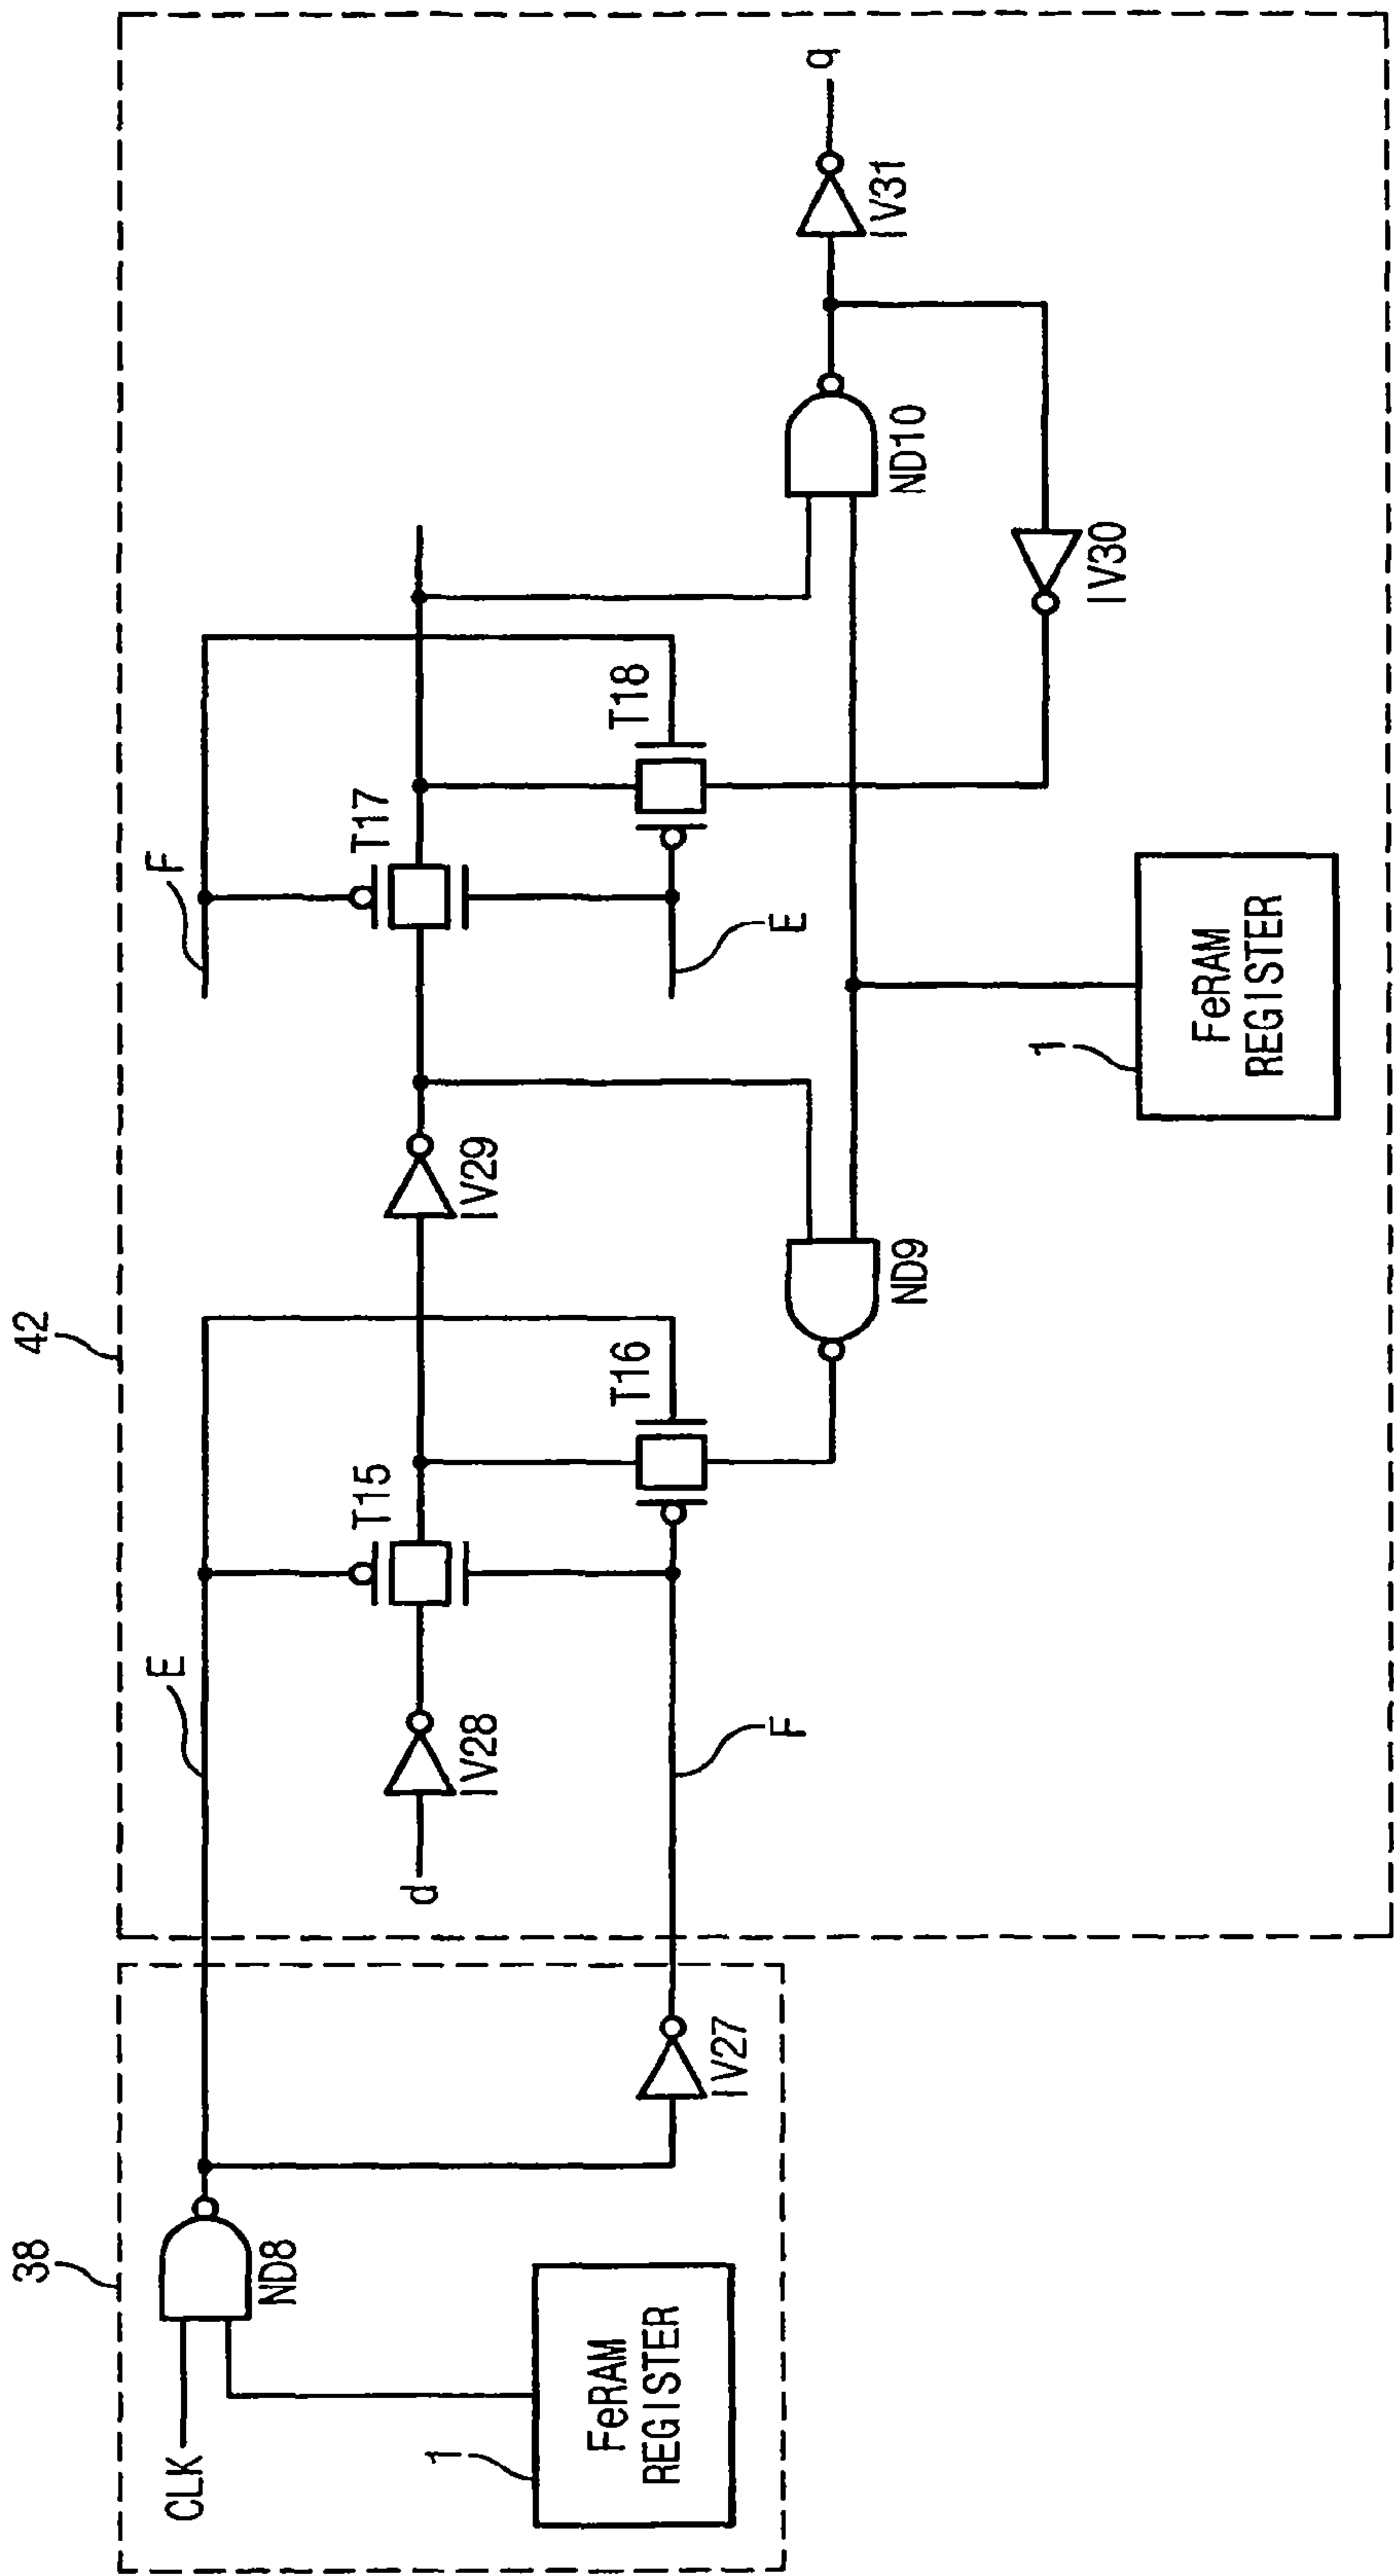 38
42
CLK
ND8
1
FeRAM
REGISTER
IV27
E
F
d
IV28
T15
T16
IV29
ND9
F
E
T17
T18
1
FeRAM
REGISTER
ND10
IV30
IV31
q